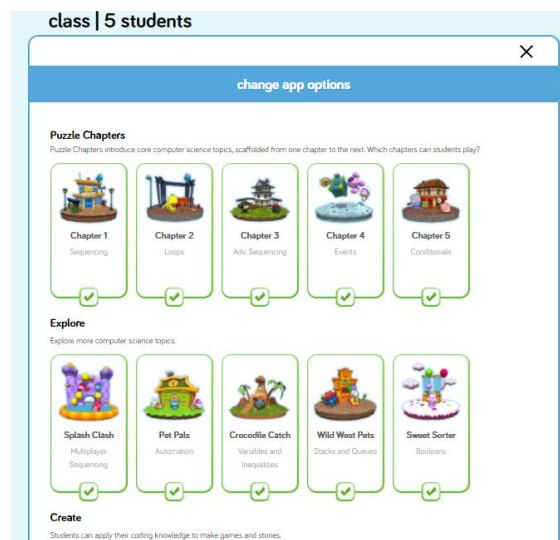 class | 5 students
change app options
Puzzle Chapters
Puzzle Chapters introduce core computer science topics, scaffolded from one chapter to the next. Which chapters can students play?
Chapter 1 Chapter 2 Chapter 3 Chapter 4 Chapter 5
Sequencing Loops Adv. Sequencing Events Conditionals
Explore
Explore more computer science topics.
Splash Clash Pet Pals Crocodile Catch Wild West Pets Sweet Sorter
Multiplayer Automation Variables and Stacks and Queues Booleans
Sequencing Inequalities
Create
Students can apply their coding knowledge to make games and stories.